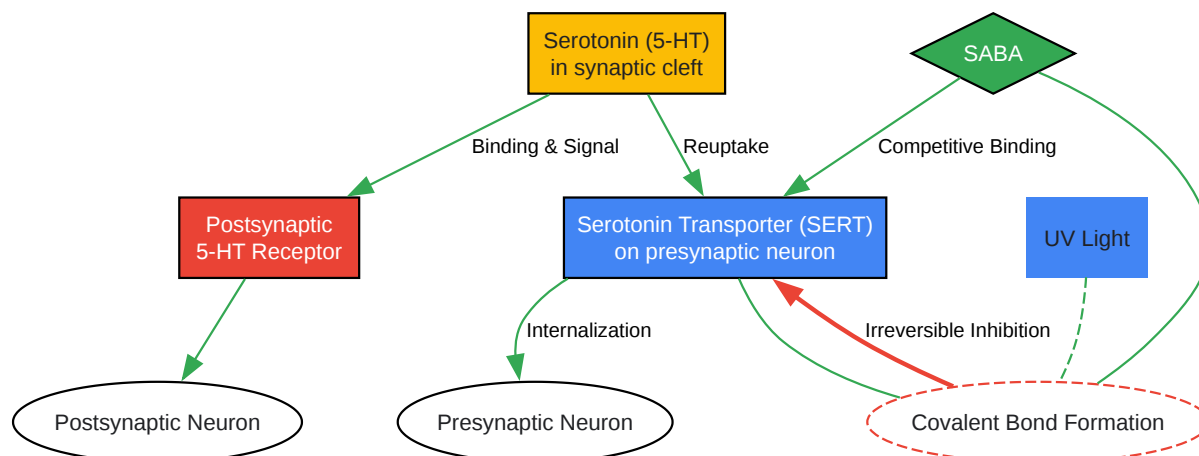 Serotonin (5-HT)
in synaptic cleft
SABA
Binding & Signal
Reuptake
Competitive Binding
Postsynaptic
5-HT Receptor
Serotonin Transporter (SERT)
on presynaptic neuron
UV Light
Internalization
Irreversible Inhibition
Postsynaptic Neuron
Presynaptic Neuron
Covalent Bond Formation